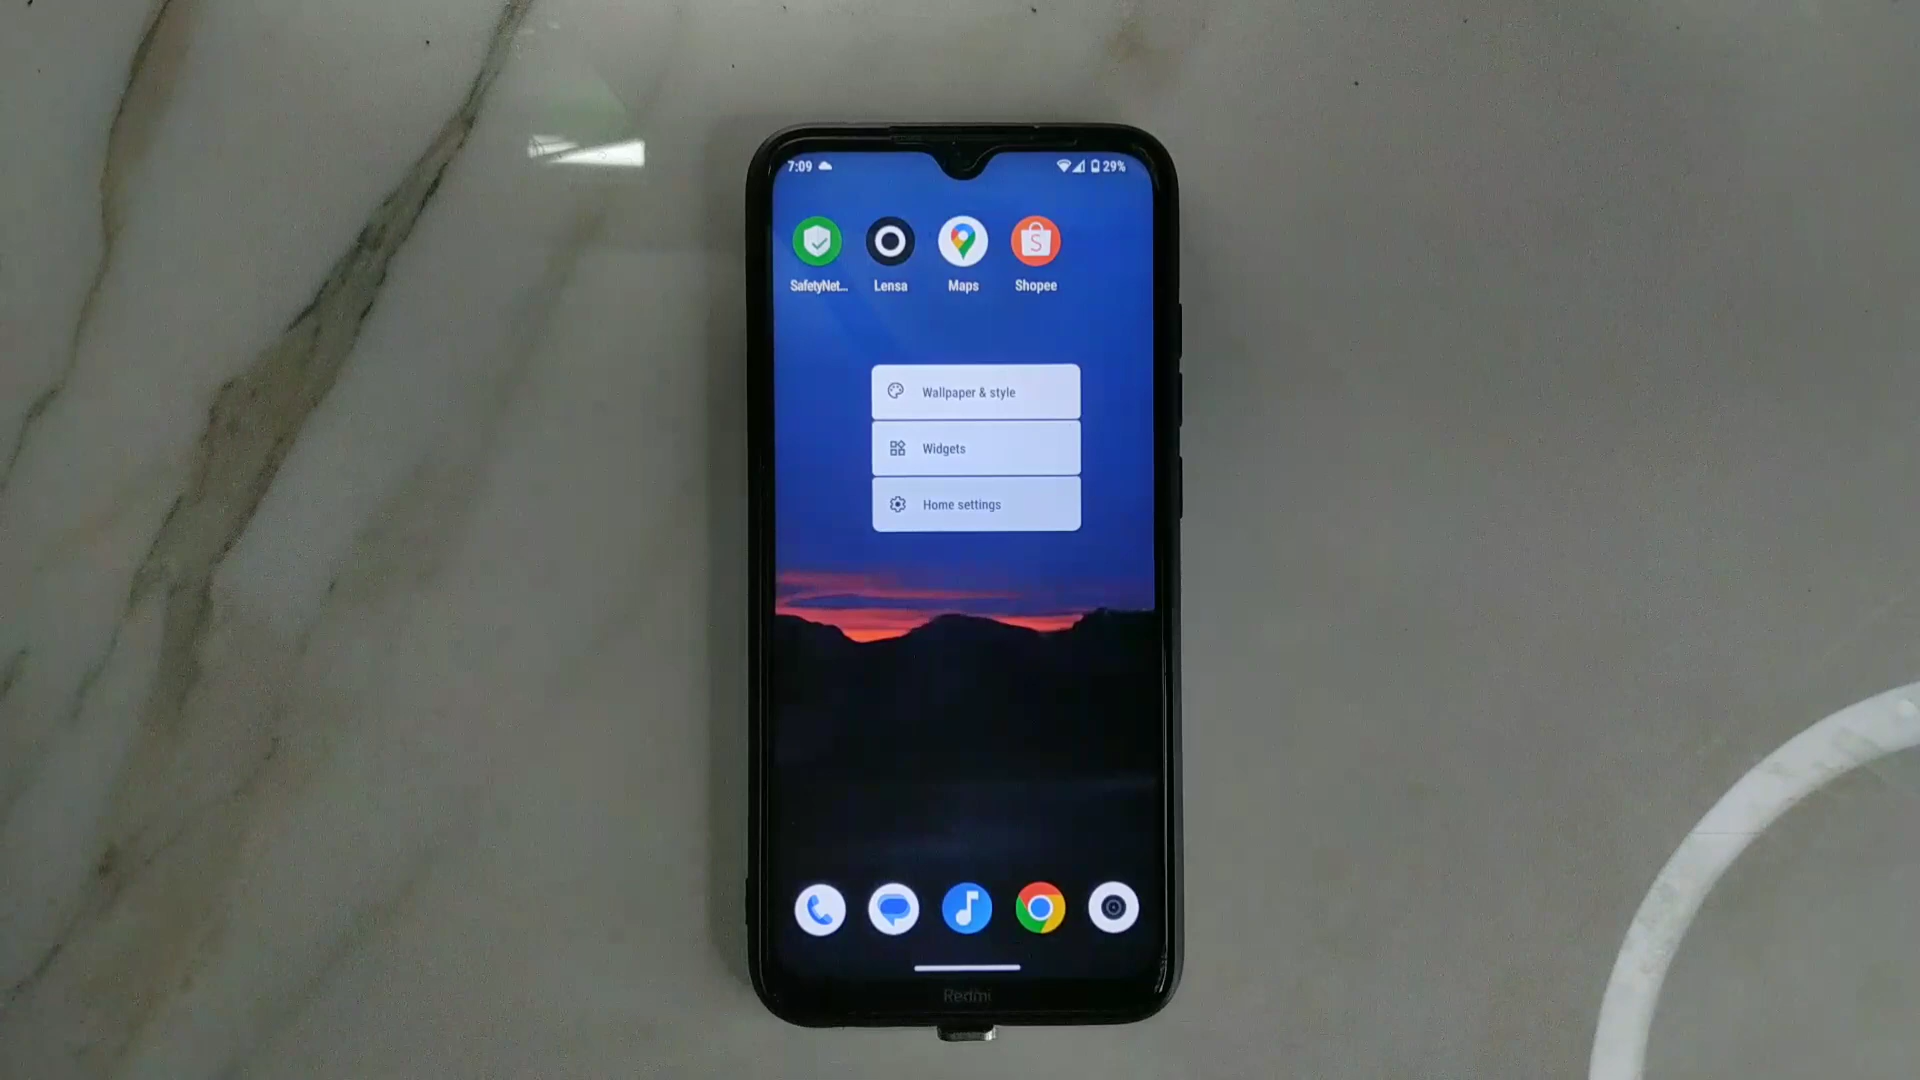 7:09 29%
SafetyNet... Lensa Maps Shopee
Wallpaper & style
Widgets
Home settings
Redmi